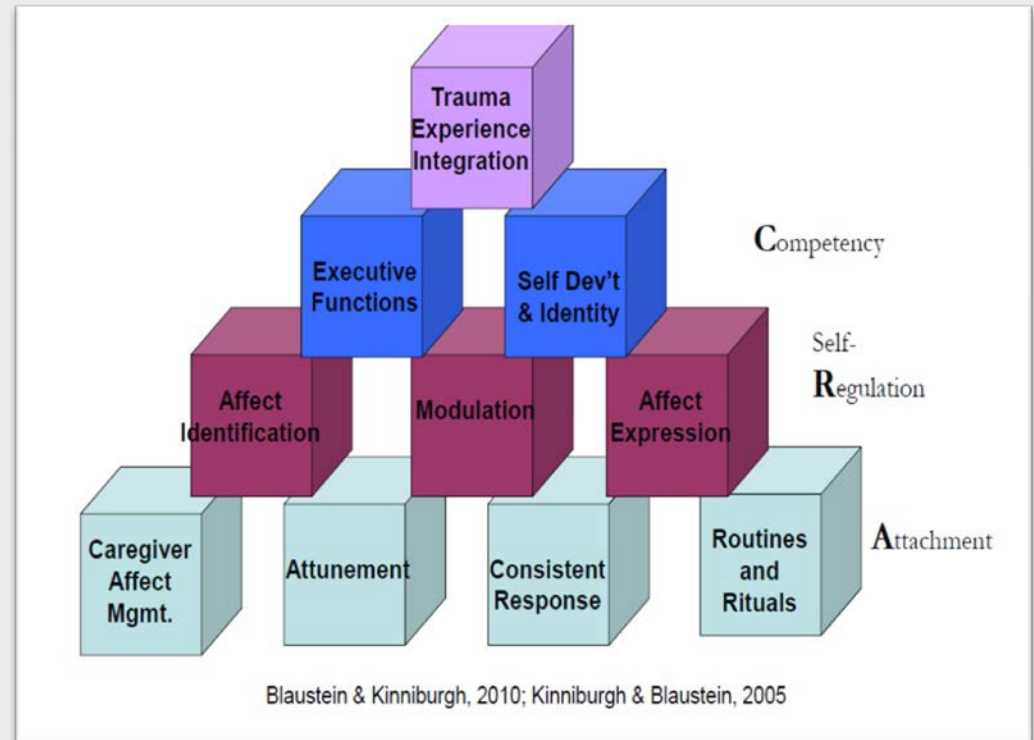 Trauma
Experience
Integration
Executive
Functions
Self Dev't
& Identity
Competency
Affect
Identification
Modulation
Affect
Expression
Self-
Regulation
Caregiver
Affect
Mgmt.
Attunement
Consistent
Response
Routines
and
Rituals
Attachment
Blaustein & Kinniburgh, 2010; Kinniburgh & Blaustein, 2005